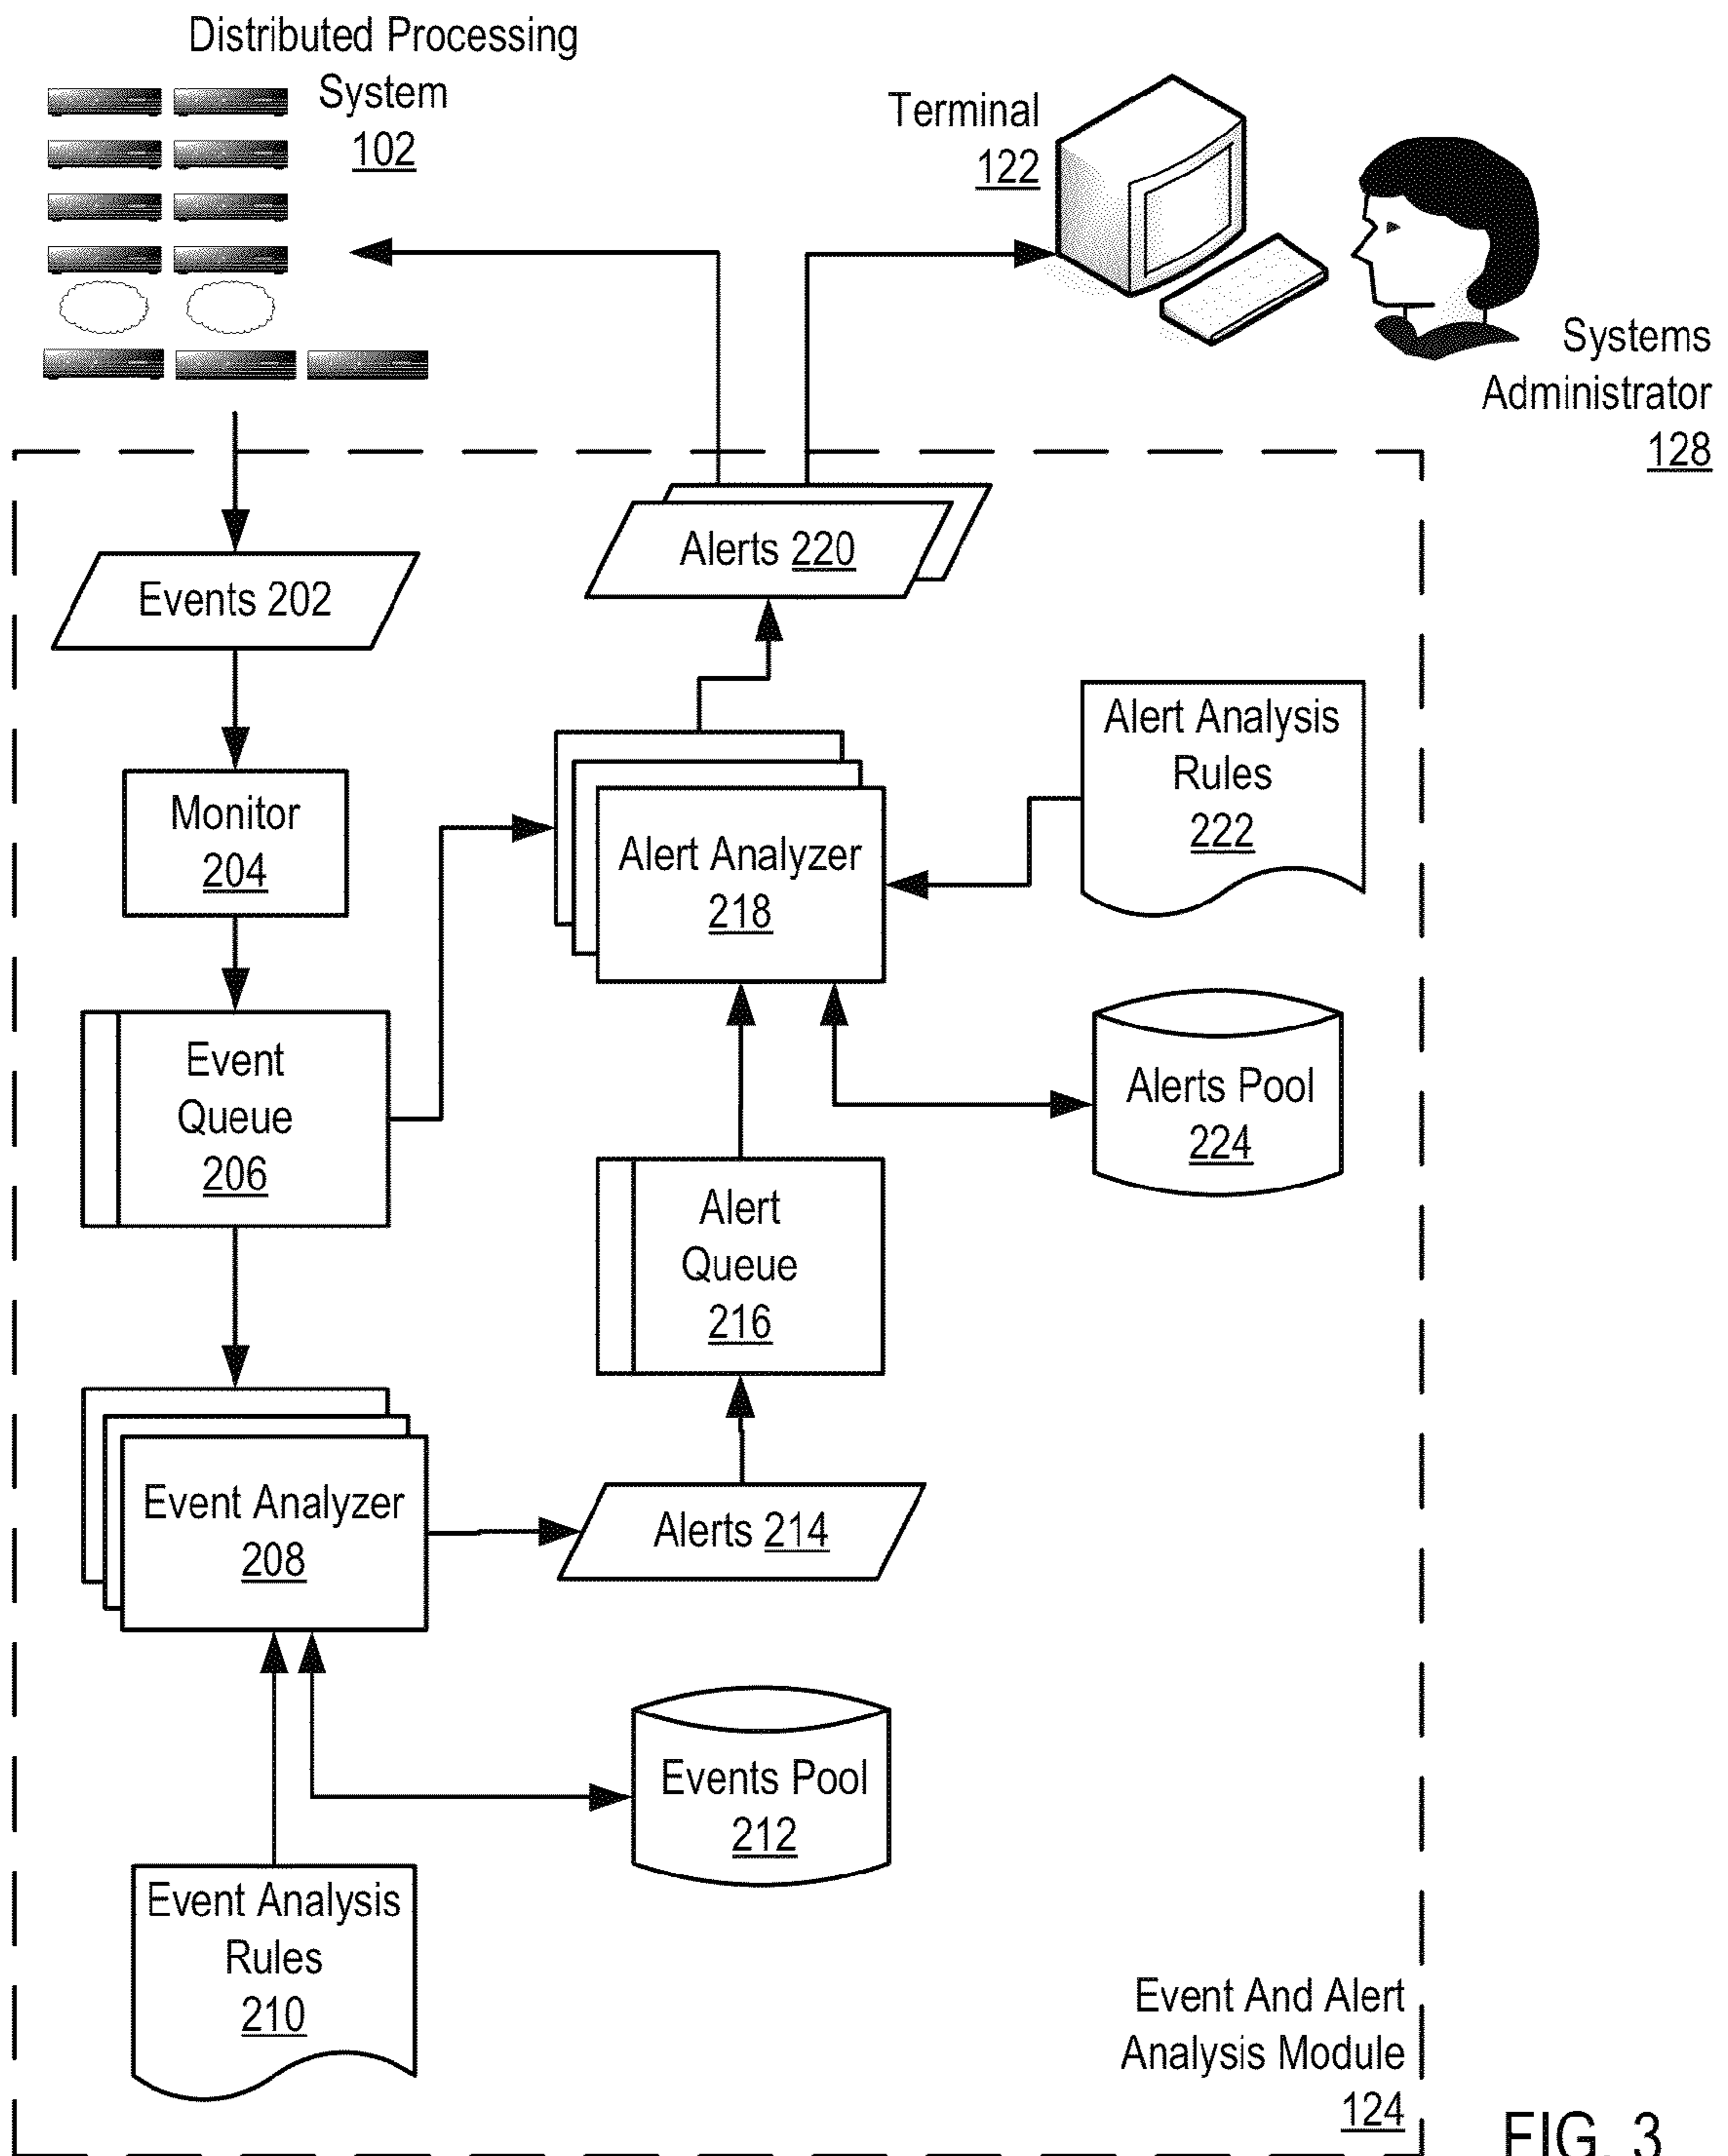 Distributed Processing
System
102
Terminal
122
Systems
Administrator
128
Alerts 220
Events 202
Alert Analysis
Rules
222
Monitor
204
Alert Analyzer
218
Event
Queue
206
Alerts Pool
224
Alert
Queue
216
Event Analyzer
208
Alerts 214
Events Pool
212
Event Analysis
Rules
210
Event And Alert
Analysis Module
124
FIG. 3